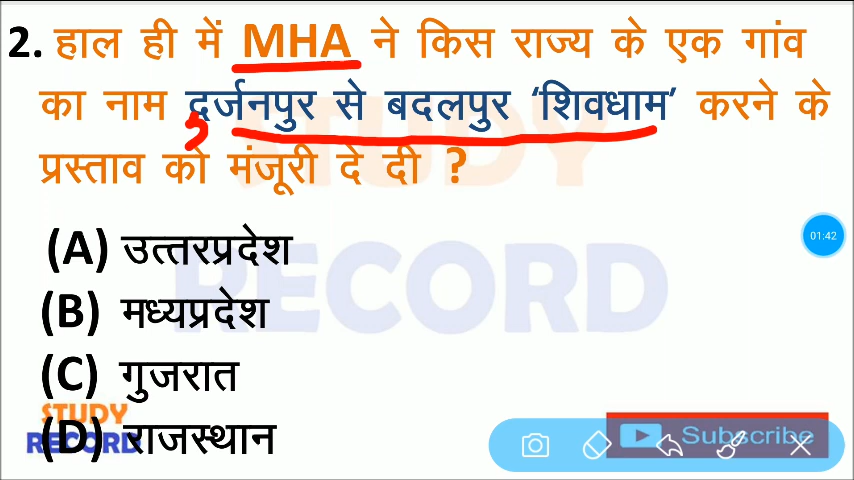 2. हाल ही में MHA ने किस राज्य के एक गांव
का नाम दुर्जनपुर से बदलपुर ‘शिवधाम’ करने के
प्रस्ताव को मंजूरी दे दी ?
(A) उत्तरप्रदेश
01:42
(B) मध्यप्रदेश
(C) गुजरात
(D) राजस्थान
STUDY
RECORD
STUDY
RECORD
Subscribe